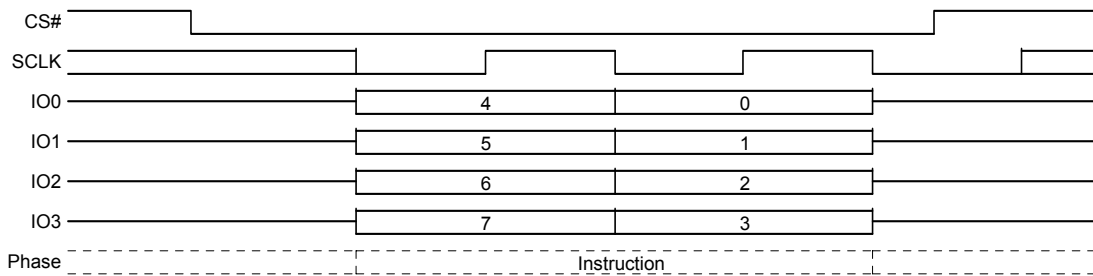 CS#
SCLK
IO0 4 0
IO1 5 1
IO2 6 2
IO3 7 3
Phase Instruction